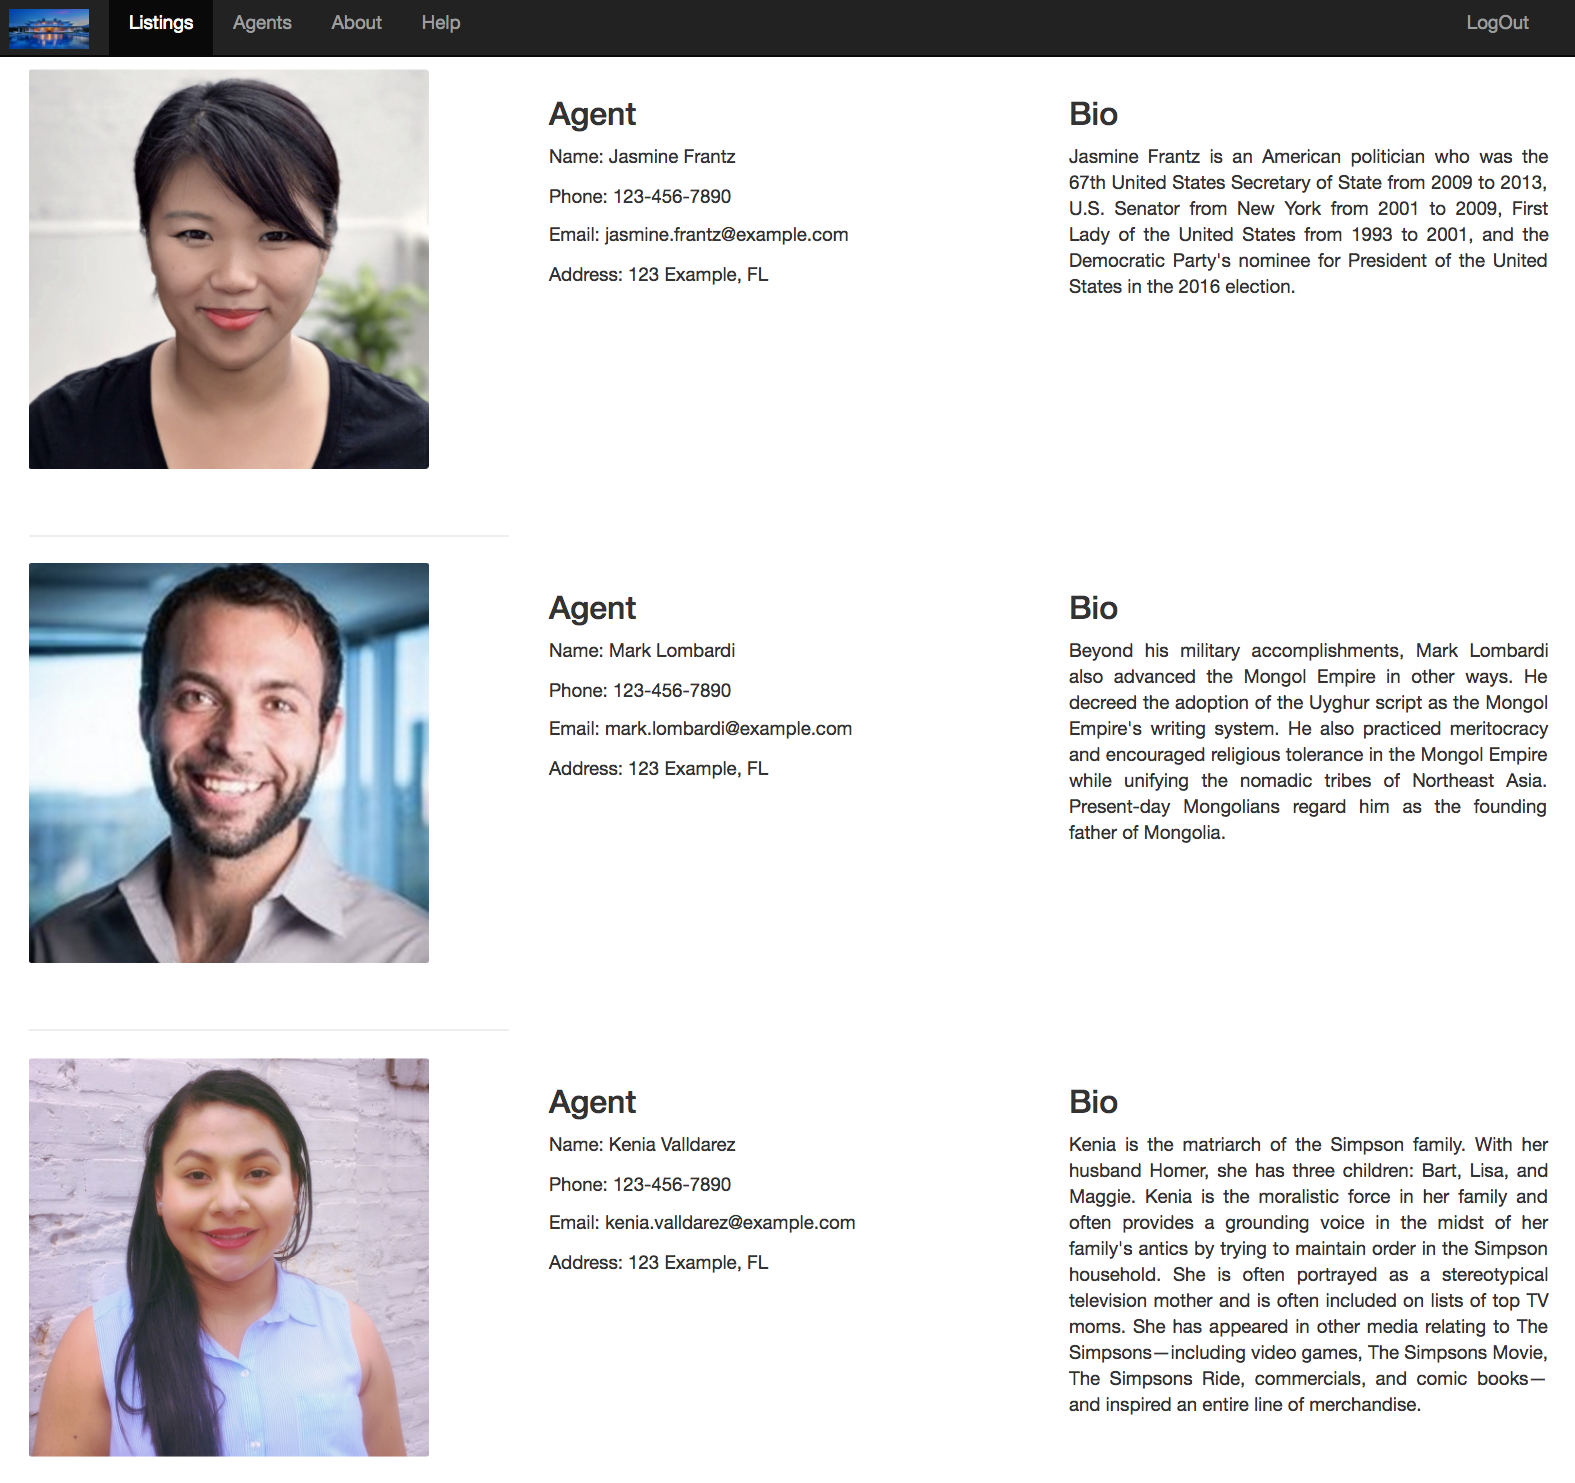 Listings Agents About Help LogOut
Agent
Name: Jasmine Frantz
Phone: 123-456-7890
Email: jasmine.frantz@example.com
Address: 123 Example, FL
Bio
Jasmine Frantz is an American politician who was the
67th United States Secretary of State from 2009 to 2013,
U.S. Senator from New York from 2001 to 2009, First
Lady of the United States from 1993 to 2001, and the
Democratic Party's nominee for President of the United
States in the 2016 election.
Agent
Name: Mark Lombardi
Phone: 123-456-7890
Email: mark.lombardi@example.com
Address: 123 Example, FL
Bio
Beyond his military accomplishments, Mark Lombardi
also advanced the Mongol Empire in other ways. He
decreed the adoption of the Uyghur script as the Mongol
Empire's writing system. He also practiced meritocracy
and encouraged religious tolerance in the Mongol Empire
while unifying the nomadic tribes of Northeast Asia.
Present-day Mongolians regard him as the founding
father of Mongolia.
Agent
Name: Kenia Valldarez
Phone: 123-456-7890
Email: kenia.valldarez@example.com
Address: 123 Example, FL
Bio
Kenia is the matriarch of the Simpson family. With her
husband Homer, she has three children: Bart, Lisa, and
Maggie. Kenia is the moralistic force in her family and
often provides a grounding voice in the midst of her
family's antics by trying to maintain order in the Simpson
household. She is often portrayed as a stereotypical
television mother and is often included on lists of top TV
moms. She has appeared in other media relating to The
Simpsons—including video games, The Simpsons Movie,
The Simpsons Ride, commercials, and comic books—
and inspired an entire line of merchandise.